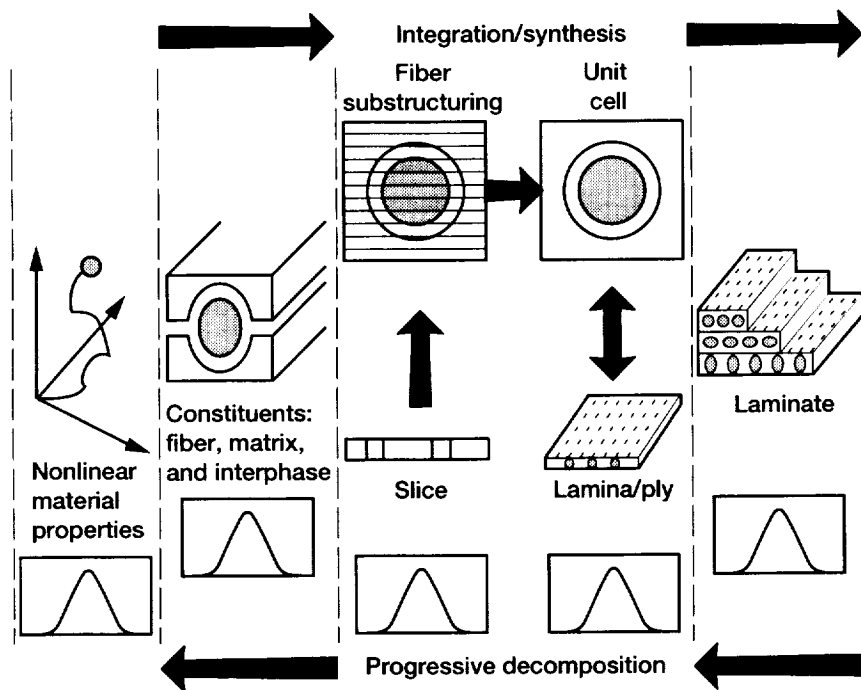 Integration/synthesis
Fiber
substructuring
Unit
cell
Constituents:
fiber, matrix,
and interphase
Nonlinear
material
properties
Slice
Lamina/ply
Laminate
Progressive decomposition